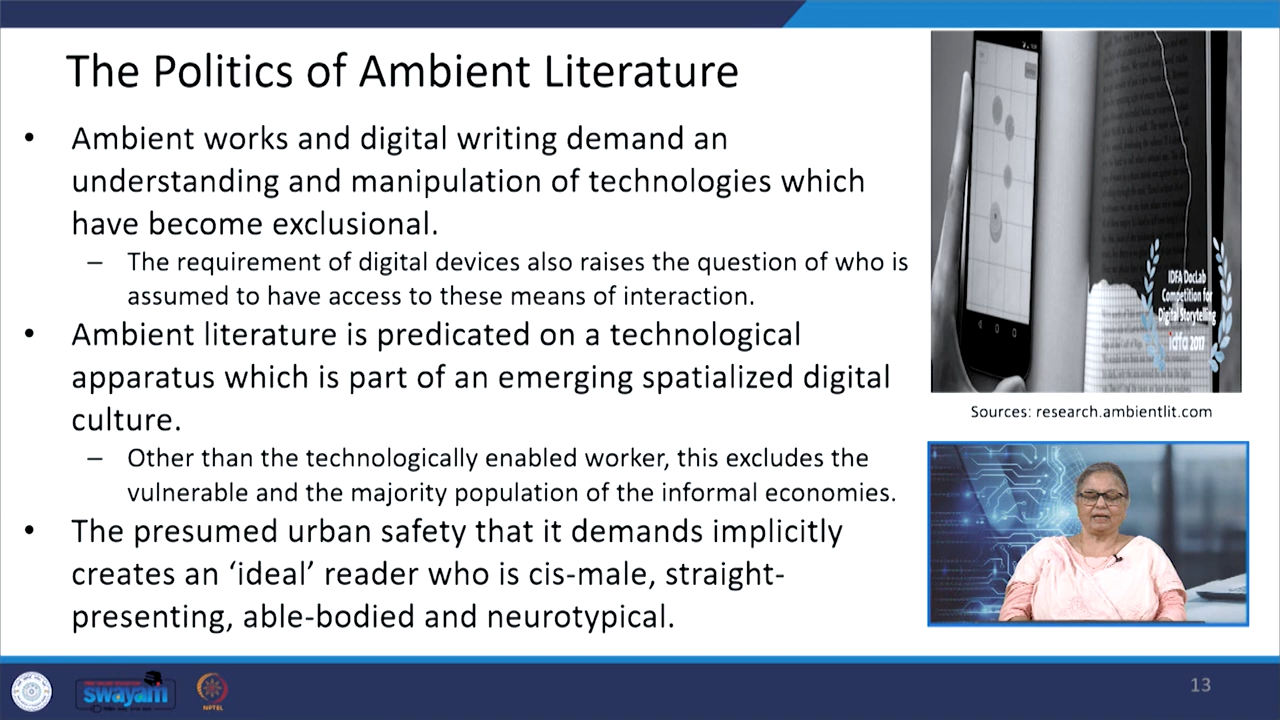 The Politics of Ambient Literature
• Ambient works and digital writing demand an
understanding and manipulation of technologies which
have become exclusional.
– The requirement of digital devices also raises the question of who is
assumed to have access to these means of interaction.
• Ambient literature is predicated on a technological
apparatus which is part of an emerging spatialized digital
culture.
– Other than the technologically enabled worker, this excludes the
vulnerable and the majority population of the informal economies.
• The presumed urban safety that it demands implicitly
creates an ‘ideal’ reader who is cis-male, straight-
presenting, able-bodied and neurotypical.
IDFA DocLab
Competition for
Digital Storytelling
idfa 2017
Sources: research.ambientlit.com
swayam
NPTEL
13